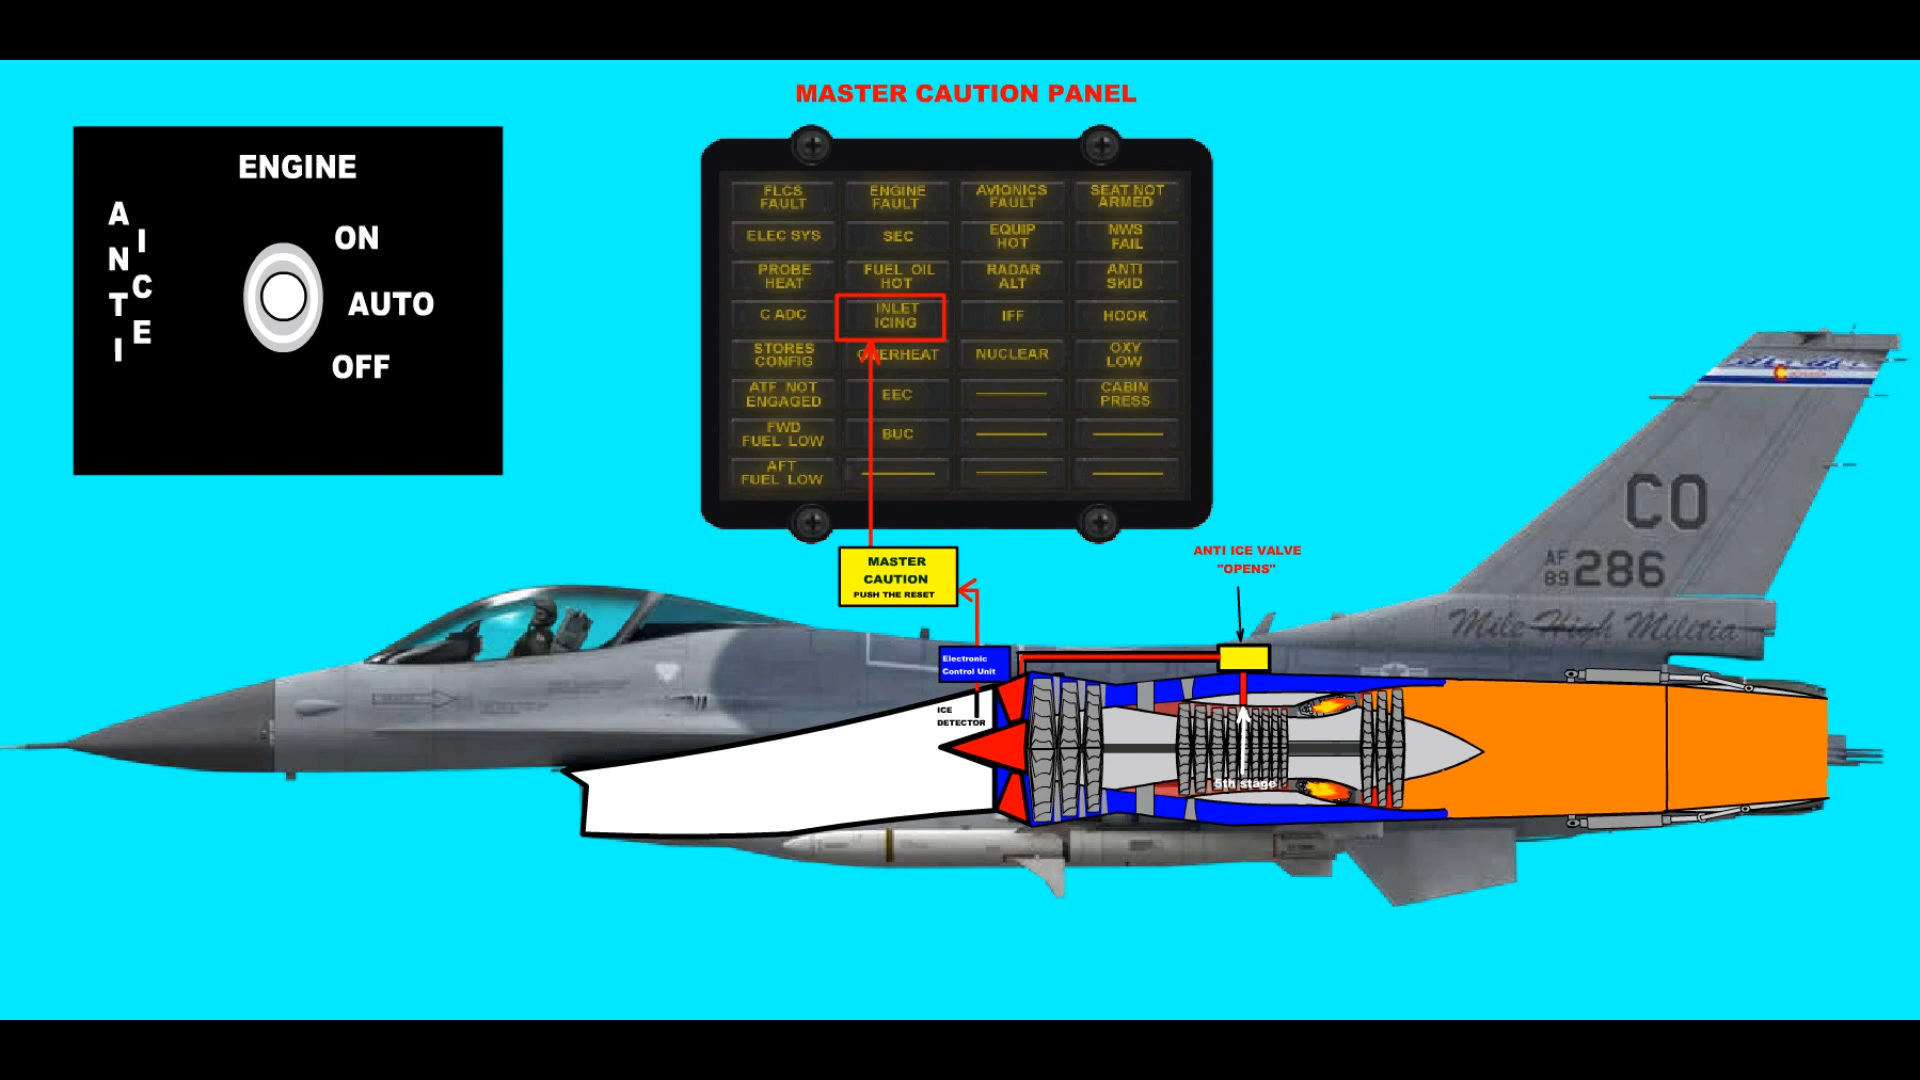 MASTER CAUTION PANEL
ENGINE
ANTI
ICE
ON
AUTO
OFF
FLCS
FAULT
ENGINE
FAULT
AVIONICS
FAULT
SEAT NOT
ARMED
ELEC SYS
SEC
EQUIP
HOT
NWS
FAIL
PROBE
HEAT
FUEL OIL
HOT
RADAR
ALT
ANTI
SKID
C ADC
INLET
ICING
IFF
HOOK
STORES
CONFIG
OVERHEAT
NUCLEAR
OXY
LOW
ATF NOT
ENGAGED
EEC
CABIN
PRESS
FWD
FUEL LOW
BUC
AFT
FUEL LOW
MASTER
CAUTION
PUSH THE RESET
ANTI ICE VALVE
"OPENS"
Electronic
Control Unit
ICE
DETECTOR
5th stage
CO
AF
89 286
Mile High Militia